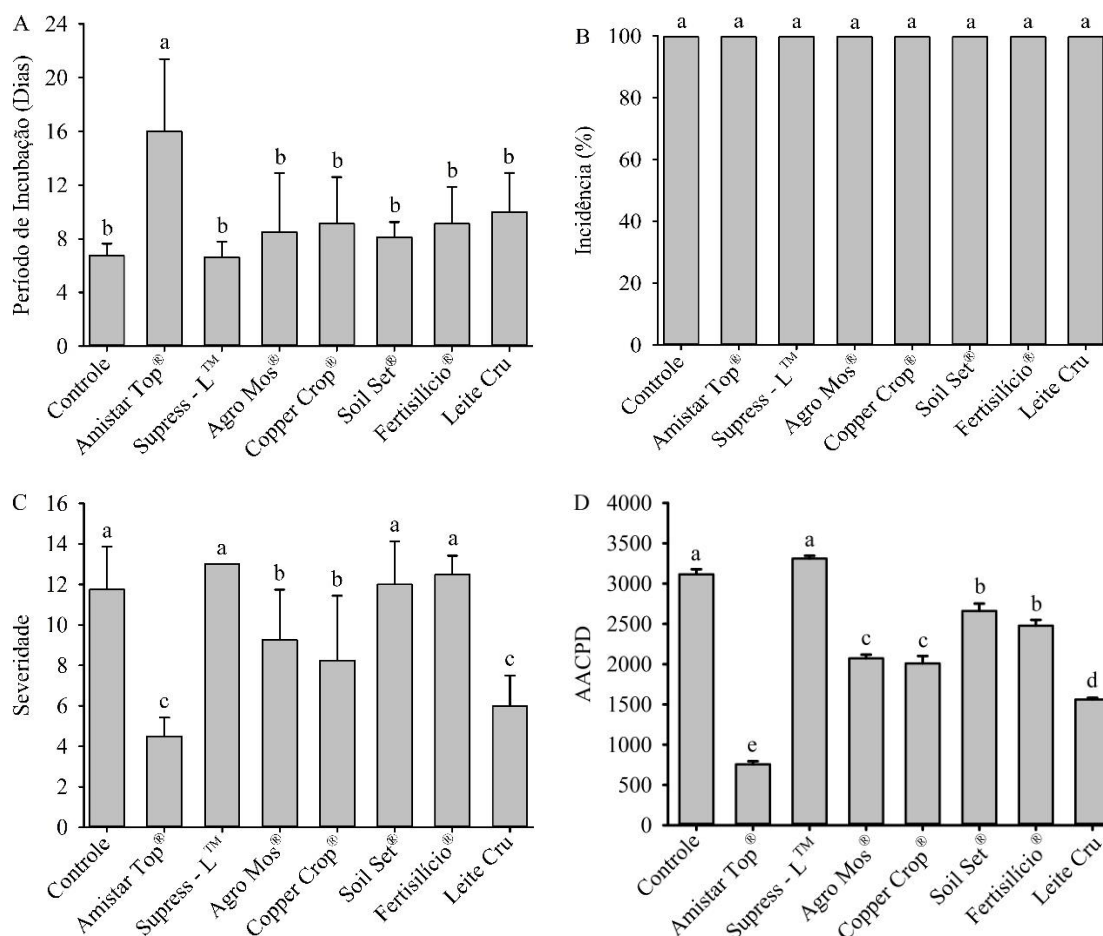 A
Período de Incubação (Dias)
24
20
16
12
8
4
0
b
a
b
b
b
b
b
b
Controle
Amistar Top®
Supress - L™
Agro Mos®
Copper Crop®
Soil Set®
Fertisilício®
Leite Cru
B
Incidência (%)
100
80
60
40
20
0
a
a
a
a
a
a
a
a
Controle
Amistar Top®
Supress - L™
Agro Mos®
Copper Crop®
Soil Set®
Fertisilício®
Leite Cru
C
Severidade
16
14
12
10
8
6
4
2
0
a
c
a
b
b
a
a
c
Controle
Amistar Top®
Supress - L™
Agro Mos®
Copper Crop®
Soil Set®
Fertisilício®
Leite Cru
D
AACPD
4000
3500
3000
2500
2000
1500
1000
500
0
a
e
a
c
c
b
b
d
Controle
Amistar Top®
Supress - L™
Agro Mos®
Copper Crop®
Soil Set®
Fertisilício®
Leite Cru